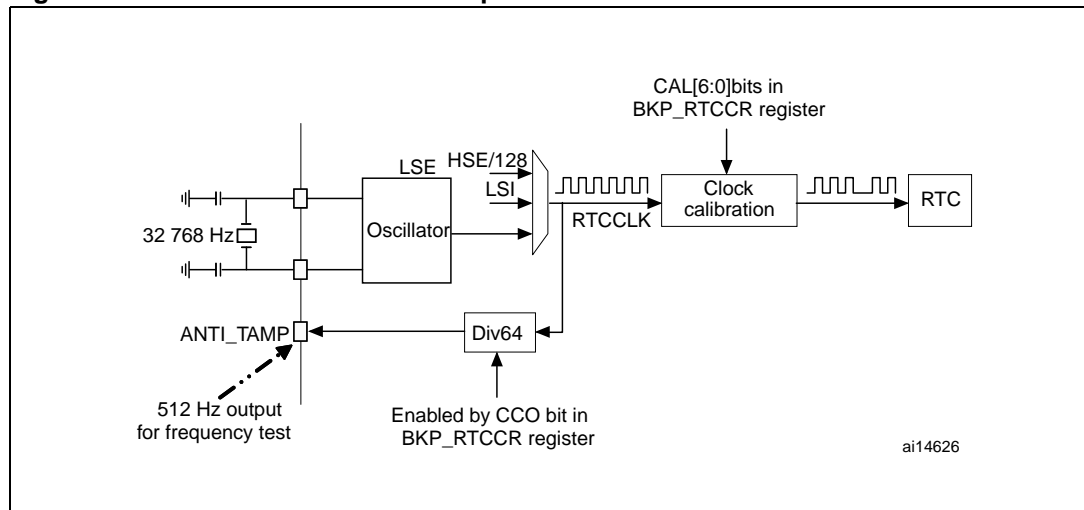 CAL[6:0]bits in
BKP_RTCCR register
HSE/128
LSE
LSI
Oscillator
32 768 Hz
RTCCLK
Clock
calibration
RTC
ANTI_TAMP
Div64
512 Hz output
for frequency test
Enabled by CCO bit in
BKP_RTCCR register
ai14626